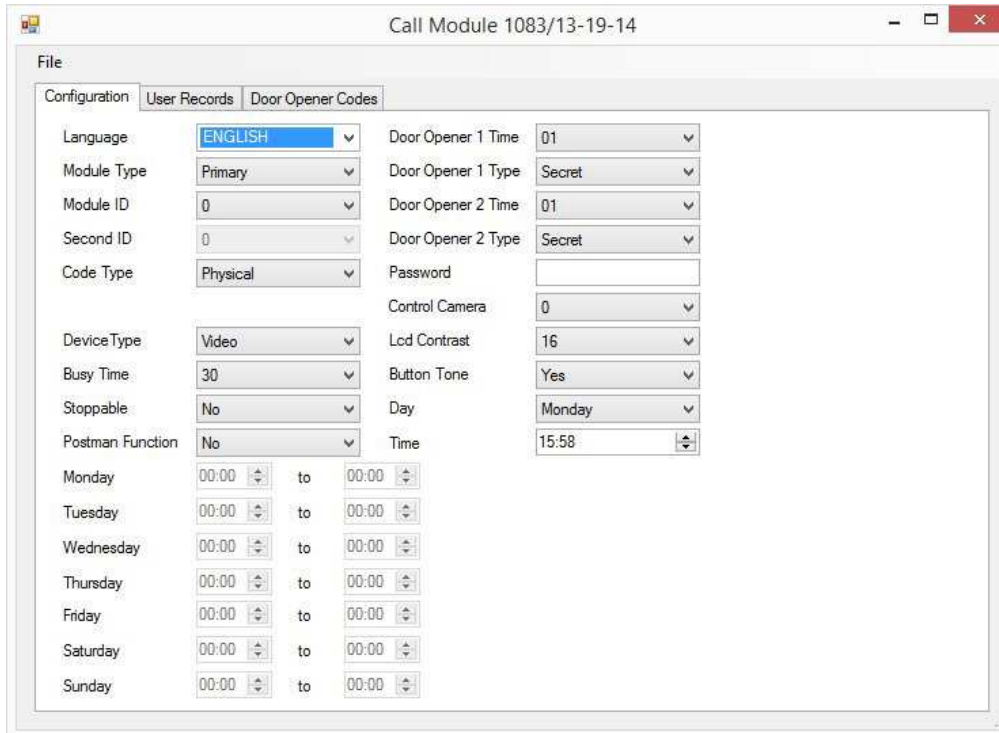 Call Module 1083/13-19-14
File
Configuration User Records Door Opener Codes
Language ENGLISH Door Opener 1 Time 01
Module Type Primary Door Opener 1 Type Secret
Module ID 0 Door Opener 2 Time 01
Second ID 0 Door Opener 2 Type Secret
Code Type Physical Password
Control Camera 0
DeviceType Video Lcd Contrast 16
Busy Time 30 Button Tone Yes
Stoppable No Day Monday
Postman Function No Time 15:58
Monday 00:00 to 00:00
Tuesday 00:00 to 00:00
Wednesday 00:00 to 00:00
Thursday 00:00 to 00:00
Friday 00:00 to 00:00
Saturday 00:00 to 00:00
Sunday 00:00 to 00:00